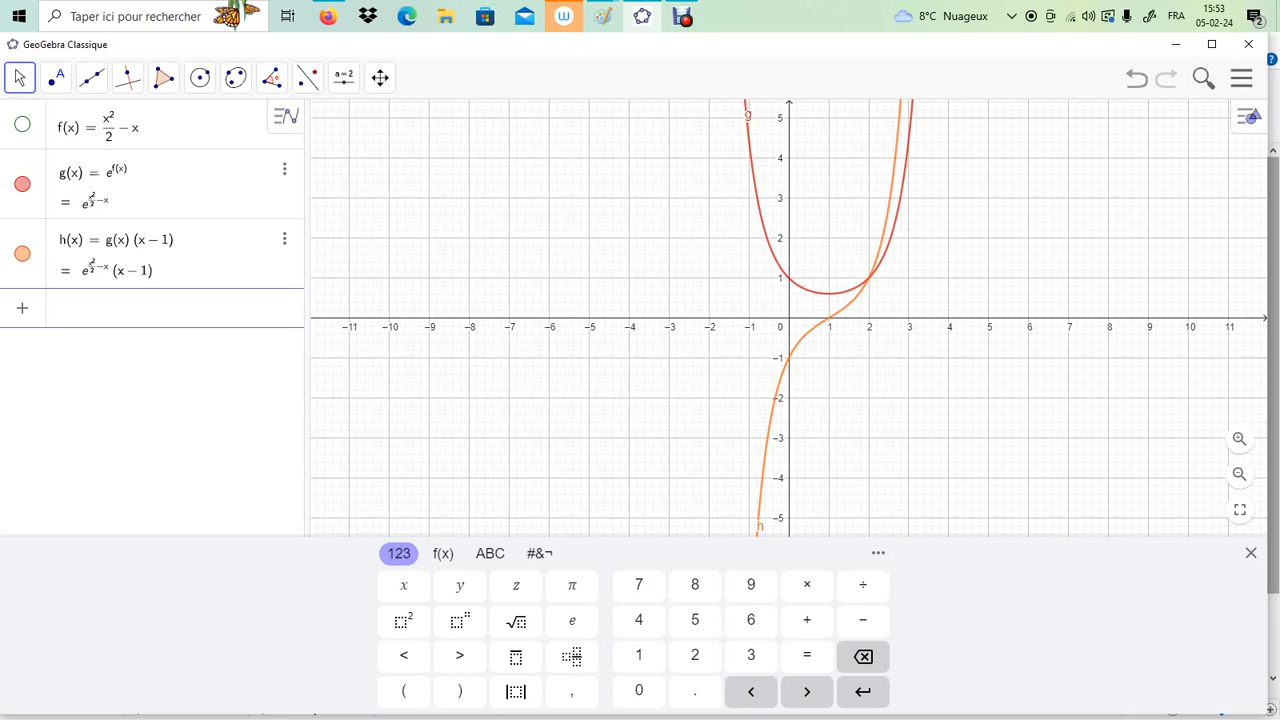 Taper ici pour rechercher
w
8°C Nuageux
FRA
15:53
05-02-24
2
GeoGebra Classique
?
A
a=2
f(x) = x²/2 − x
g(x) = e^f(x)
= e^(x²/2 − x)
h(x) = g(x) (x − 1)
= e^(x²/2 − x) (x − 1)
+
g
5
4
3
2
1
−11 −10 −9 −8 −7 −6 −5 −4 −3 −2 −1 0 1 2 3 4 5 6 7 8 9 10 11
−1
−2
−3
−4
−5
h
123 f(x) ABC #&¬ ...
x y z π 7 8 9 × ÷
2 √ e 4 5 6 + −
< > 1 2 3 =
( ) , 0 . < >